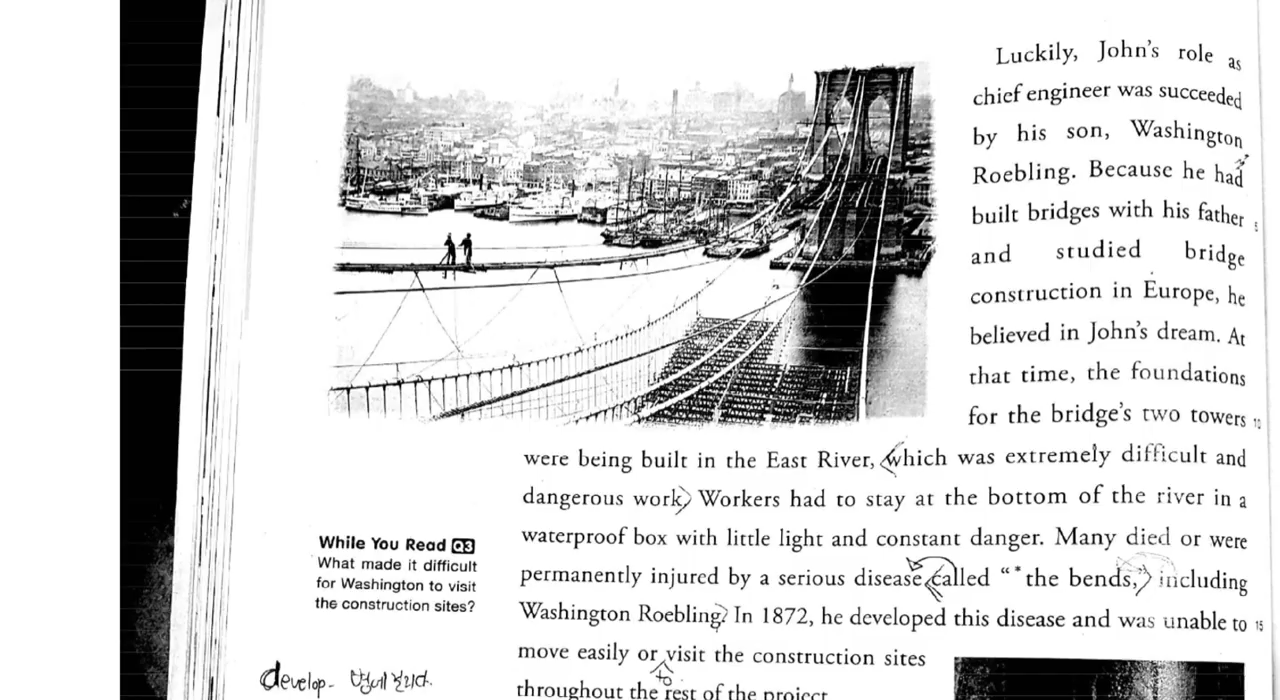 Luckily, John's role as
chief engineer was succeeded
by his son, Washington
Roebling. Because he had
built bridges with his father
and studied bridge
construction in Europe, he
believed in John's dream. At
that time, the foundations
for the bridge's two towers
were being built in the East River, which was extremely difficult and
dangerous work. Workers had to stay at the bottom of the river in a
waterproof box with little light and constant danger. Many died or were
permanently injured by a serious disease called "*the bends," including
Washington Roebling. In 1872, he developed this disease and was unable to
move easily or visit the construction sites
to
throughout the rest of the project.
5
10
15
While You Read Q3
What made it difficult
for Washington to visit
the construction sites?
develop- 병에 걸리다.